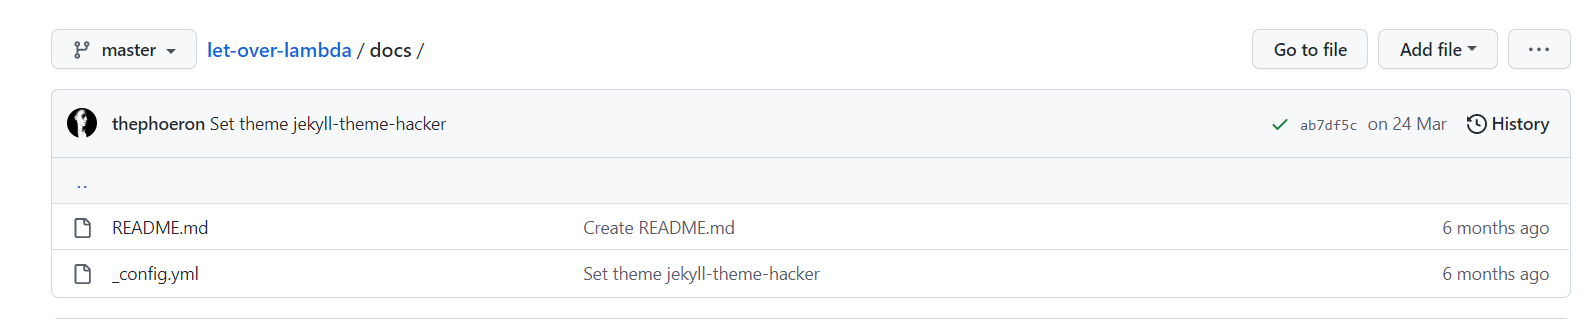 master let-over-lambda / docs / Go to file Add file ...
thephoeron Set theme jekyll-theme-hacker ab7df5c on 24 Mar History
..
README.md Create README.md 6 months ago
_config.yml Set theme jekyll-theme-hacker 6 months ago